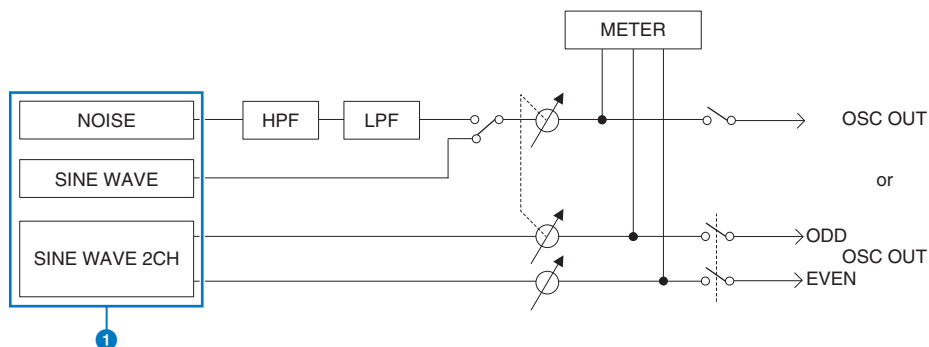 METER
NOISE
HPF
LPF
OSC OUT
SINE WAVE
or
SINE WAVE 2CH
ODD
OSC OUT
EVEN
1